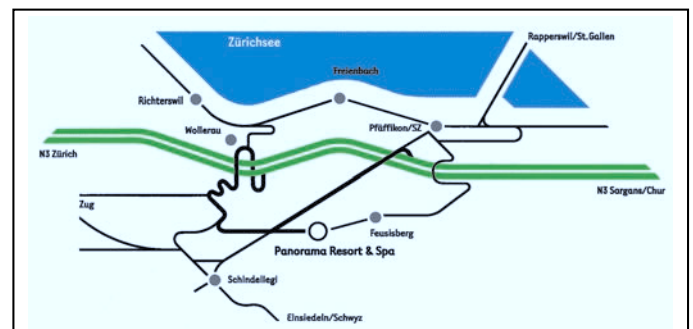 Rapperswil/St.Gallen
Zürichsee
Freienbach
Richterswil
Wollerau
Pfäffikon/SZ
N3 Zürich
N3 Sargans/Chur
Zug
Feusisberg
Panorama Resort & Spa
Schindellegi
Einsiedeln/Schwyz